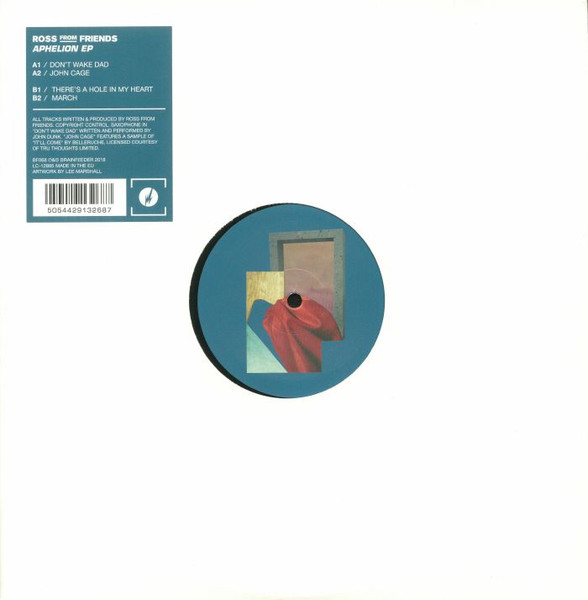 ROSS FROM FRIENDS
APHELION EP
A1 / DON'T WAKE DAD
A2 / JOHN CAGE
B1 / THERE'S A HOLE IN MY HEART
B2 / MARCH
ALL TRACKS WRITTEN & PRODUCED BY ROSS FROM
FRIENDS. COPYRIGHT CONTROL. SAXOPHONE IN
"DON'T WAKE DAD" WRITTEN AND PERFORMED BY
JOHN DUNK. "JOHN CAGE" FEATURES A SAMPLE OF
"IT'LL COME" BY BELLERUCHE, LICENSED COURTESY
OF TRU THOUGHTS LIMITED.
BF068 ℗&© BRAINFEEDER 2018
LC-12885 MADE IN THE EU
ARTWORK BY LEE MARSHALL
5054429132687